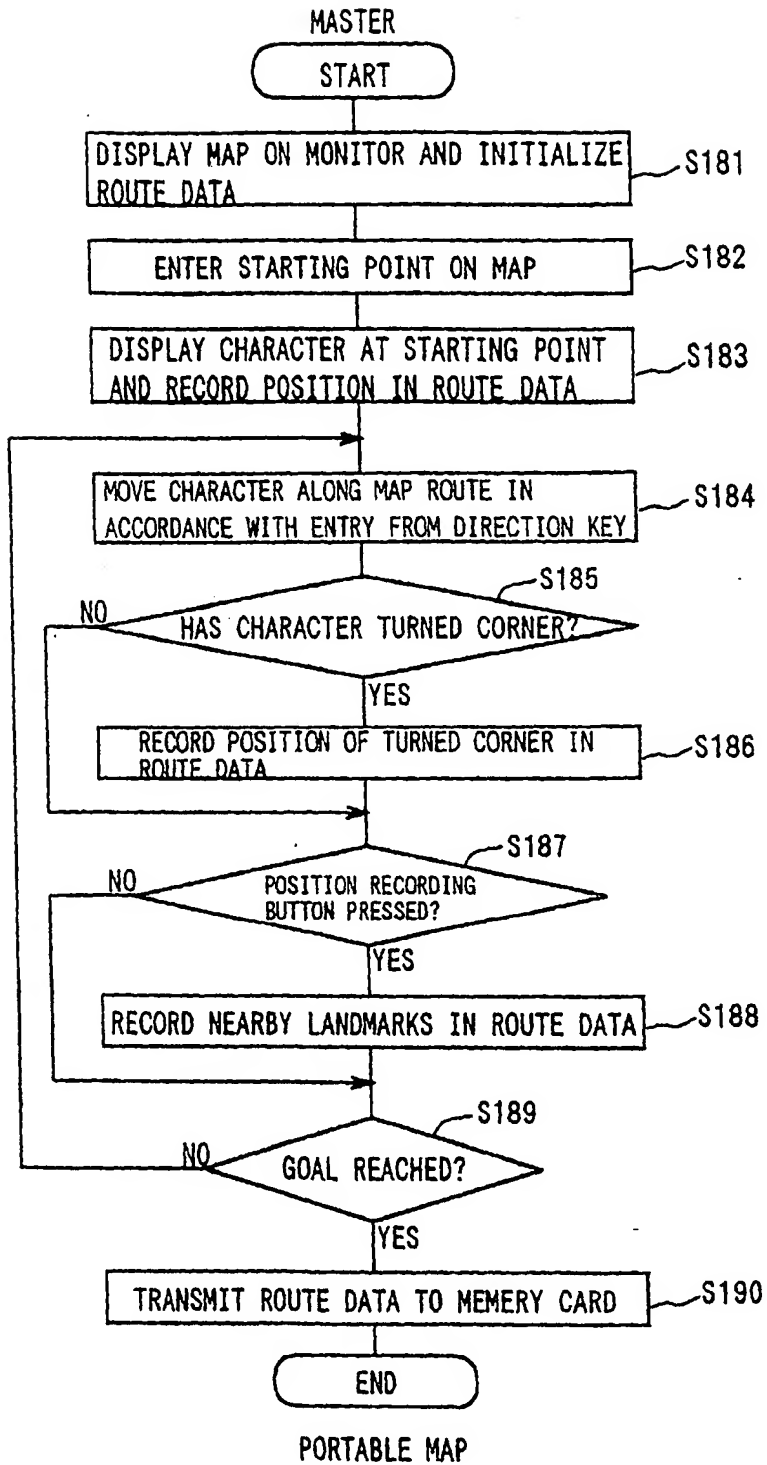 MASTER
START
DISPLAY MAP ON MONITOR AND INITIALIZE
ROUTE DATA
S181
ENTER STARTING POINT ON MAP
S182
DISPLAY CHARACTER AT STARTING POINT
AND RECORD POSITION IN ROUTE DATA
S183
MOVE CHARACTER ALONG MAP ROUTE IN
ACCORDANCE WITH ENTRY FROM DIRECTION KEY
S184
S185
NO
HAS CHARACTER TURNED CORNER?
YES
RECORD POSITION OF TURNED CORNER IN
ROUTE DATA
S186
S187
NO
POSITION RECORDING
BUTTON PRESSED?
YES
RECORD NEARBY LANDMARKS IN ROUTE DATA
S188
S189
NO
GOAL REACHED?
YES
TRANSMIT ROUTE DATA TO MEMERY CARD
S190
END
PORTABLE MAP